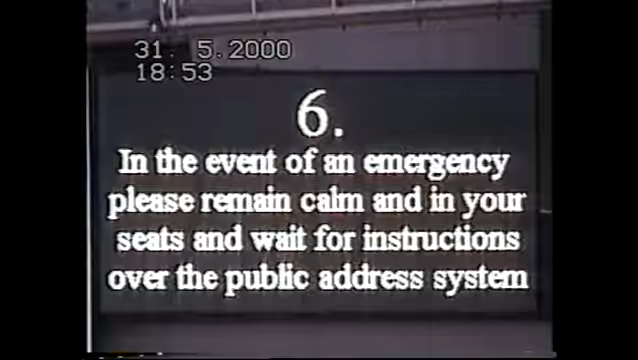 31. 5.2000
18:53
6.
In the event of an emergency
please remain calm and in your
seats and wait for instructions
over the public address system